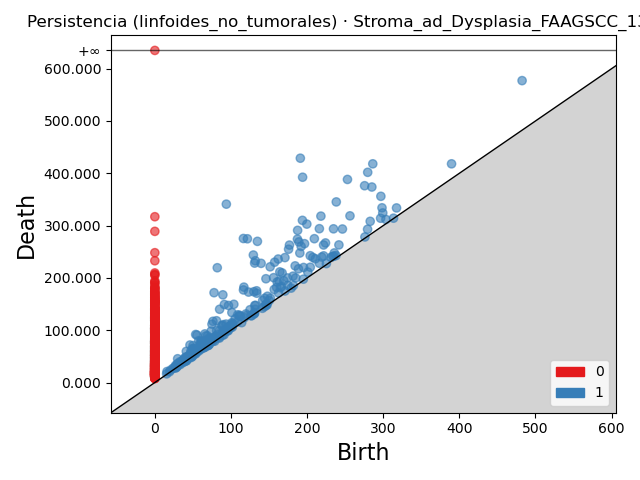 Persistencia (linfoides_no_tumorales) · Stroma_ad_Dysplasia_FAAGSCC_
+∞
600.000
500.000
400.000
300.000
200.000
100.000
0.000
Death
0
1
0 100 200 300 400 500 600
Birth